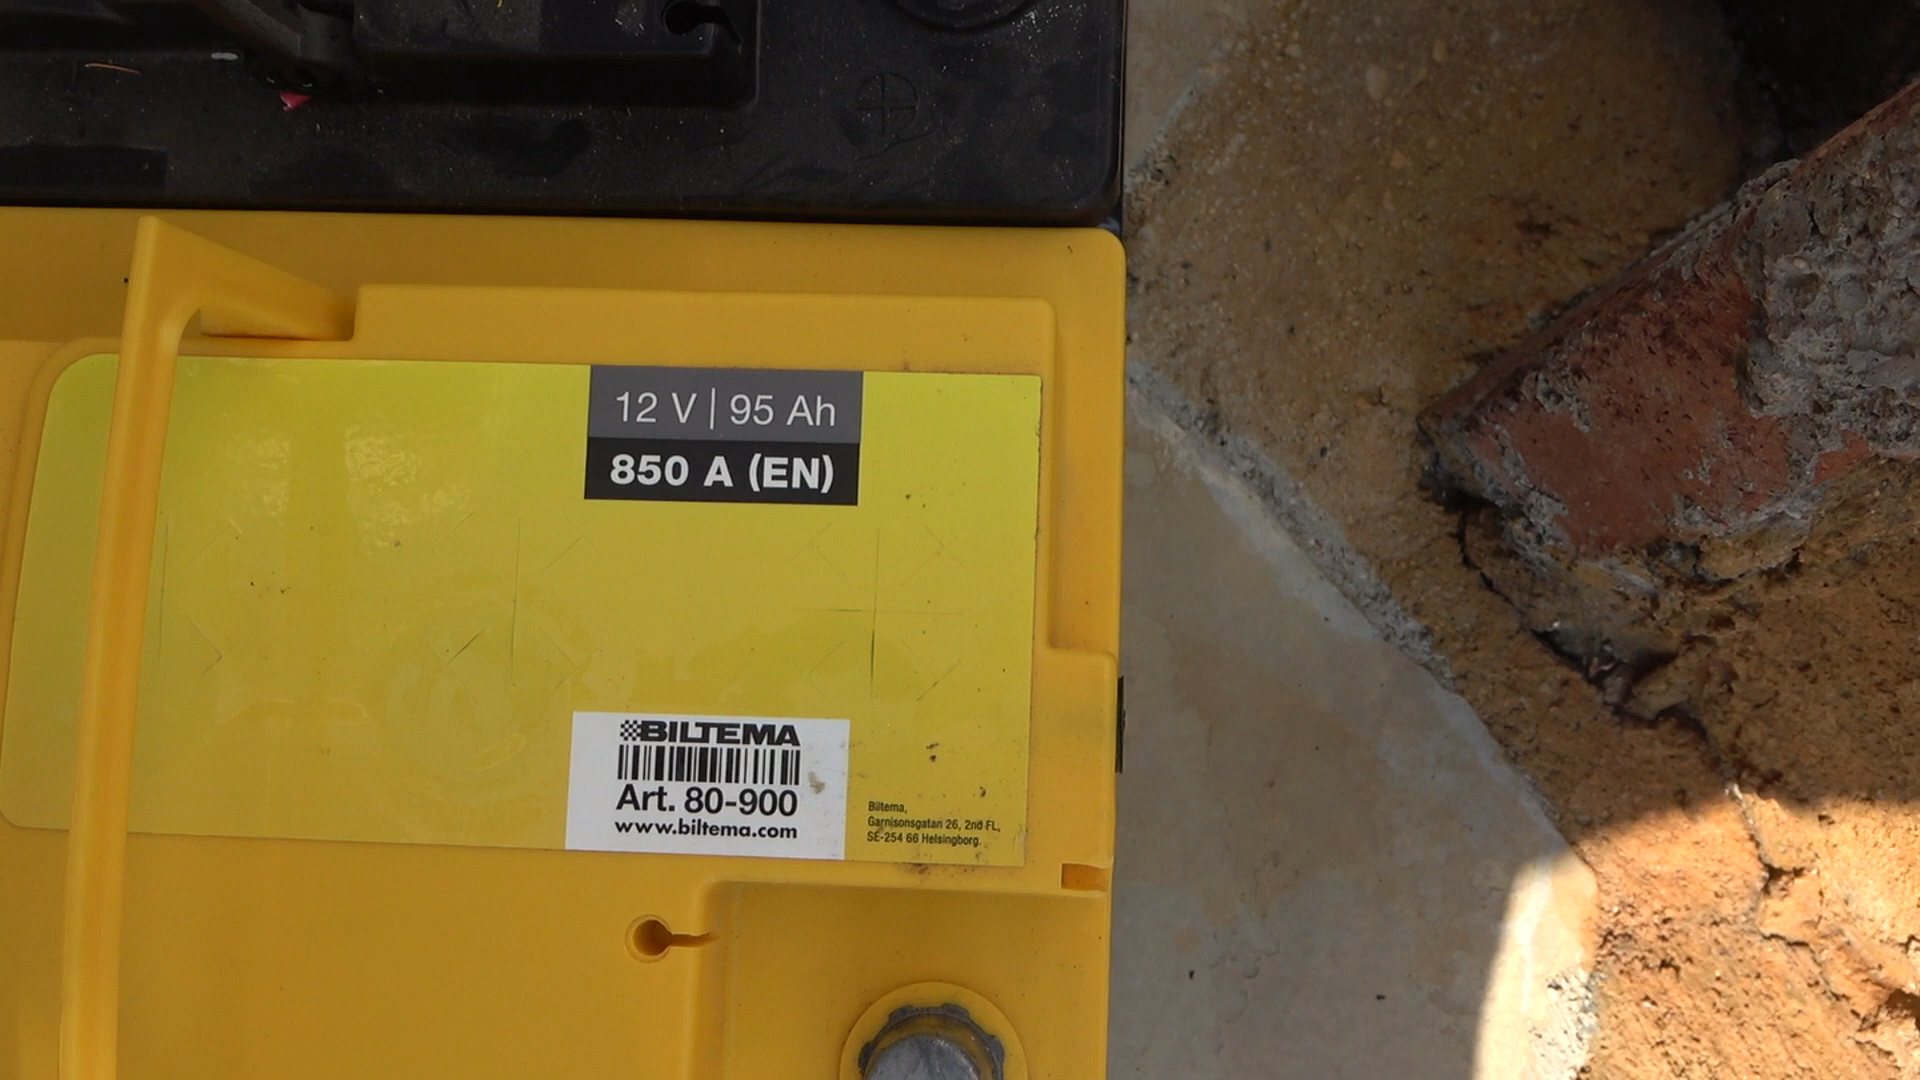 12 V | 95 Ah
850 A (EN)
BILTEMA
Art. 80-900
www.biltema.com
Biltema,
Garnisonsgatan 26, 2nd FL,
SE-254 66 Helsingborg.